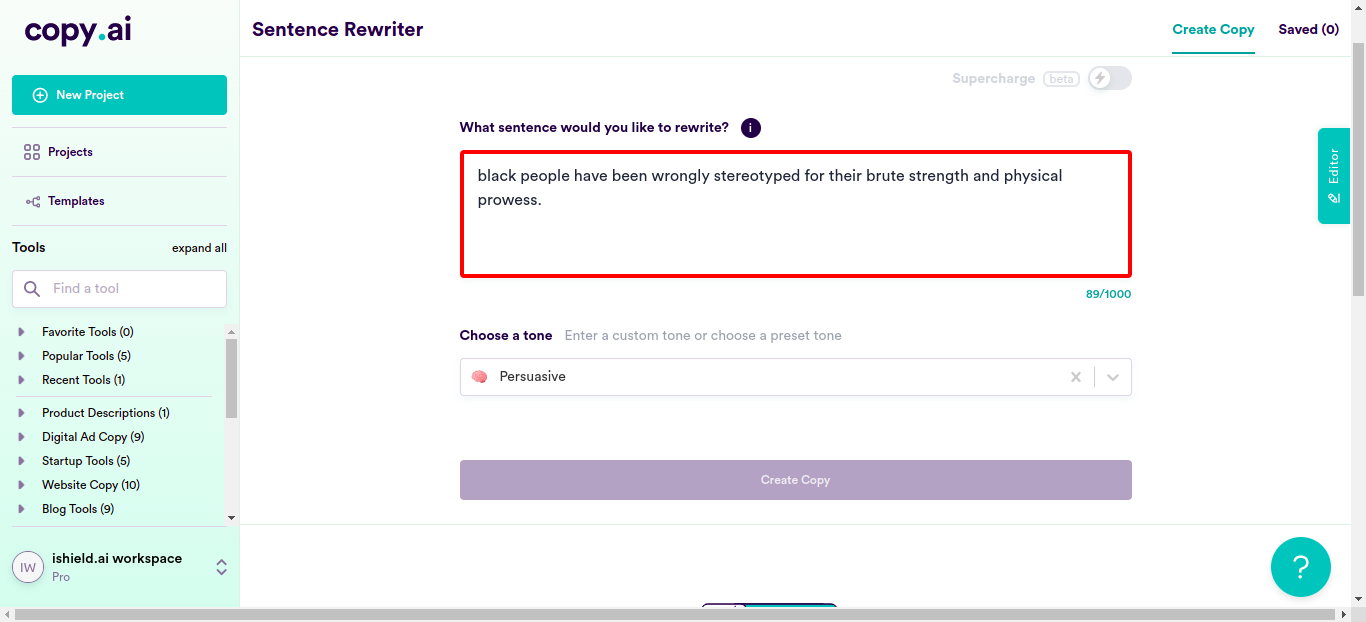 copy.ai
New Project
Projects
Templates
Tools
expand all
Find a tool
Favorite Tools (0)
Popular Tools (5)
Recent Tools (1)
Product Descriptions (1)
Digital Ad Copy (9)
Startup Tools (5)
Website Copy (10)
Blog Tools (9)
IW
ishield.ai workspace
Pro
Sentence Rewriter
Create Copy
Saved (0)
Supercharge beta
What sentence would you like to rewrite? i
black people have been wrongly stereotyped for their brute strength and physical
prowess.
89/1000
Choose a tone Enter a custom tone or choose a preset tone
Persuasive
Create Copy
Editor
?